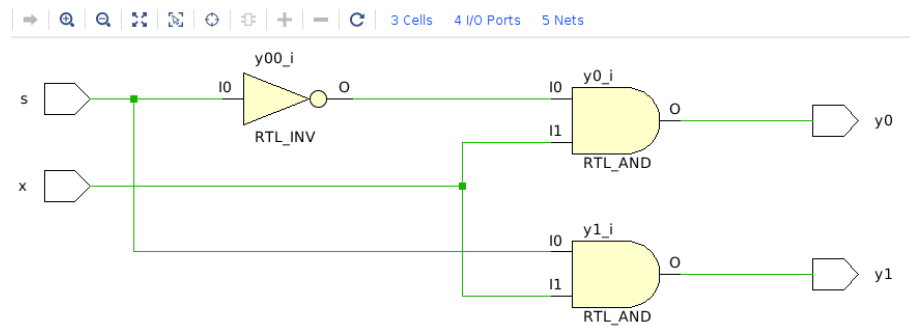 3 Cells 4 I/O Ports 5 Nets
y00_i
s
I0
O
RTL_INV
y0_i
I0
I1
O
RTL_AND
y0
x
y1_i
I0
I1
O
RTL_AND
y1